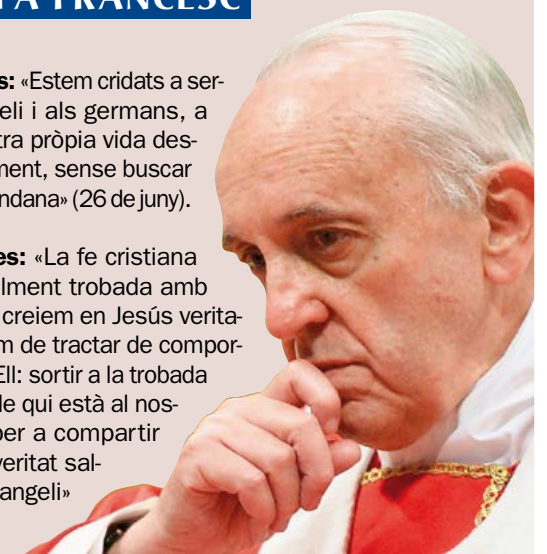 A FRANCESC
s: «Estem cridats a ser-
eli i als germans, a
tra pròpia vida des-
ment, sense buscar
ndana» (26 de juny).
es: «La fe cristiana
lment trobada amb
creiem en Jesús verita-
m de tractar de compor-
Ell: sortir a la trobada
de qui està al nos-
per a compartir
veritat sal-
angeli»